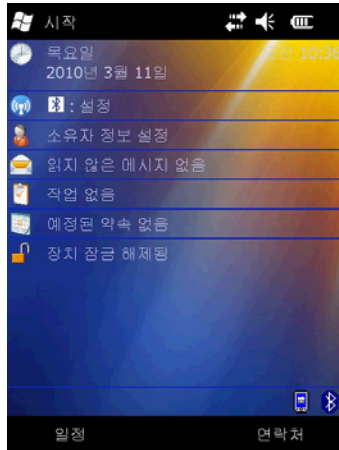 시작
목요일
10:36
2010년 3월 11일
: 설정
소유자 정보 설정
읽지 않은 메시지 없음
작업 없음
예정된 약속 없음
장치 잠금 해제됨
일정
연락처